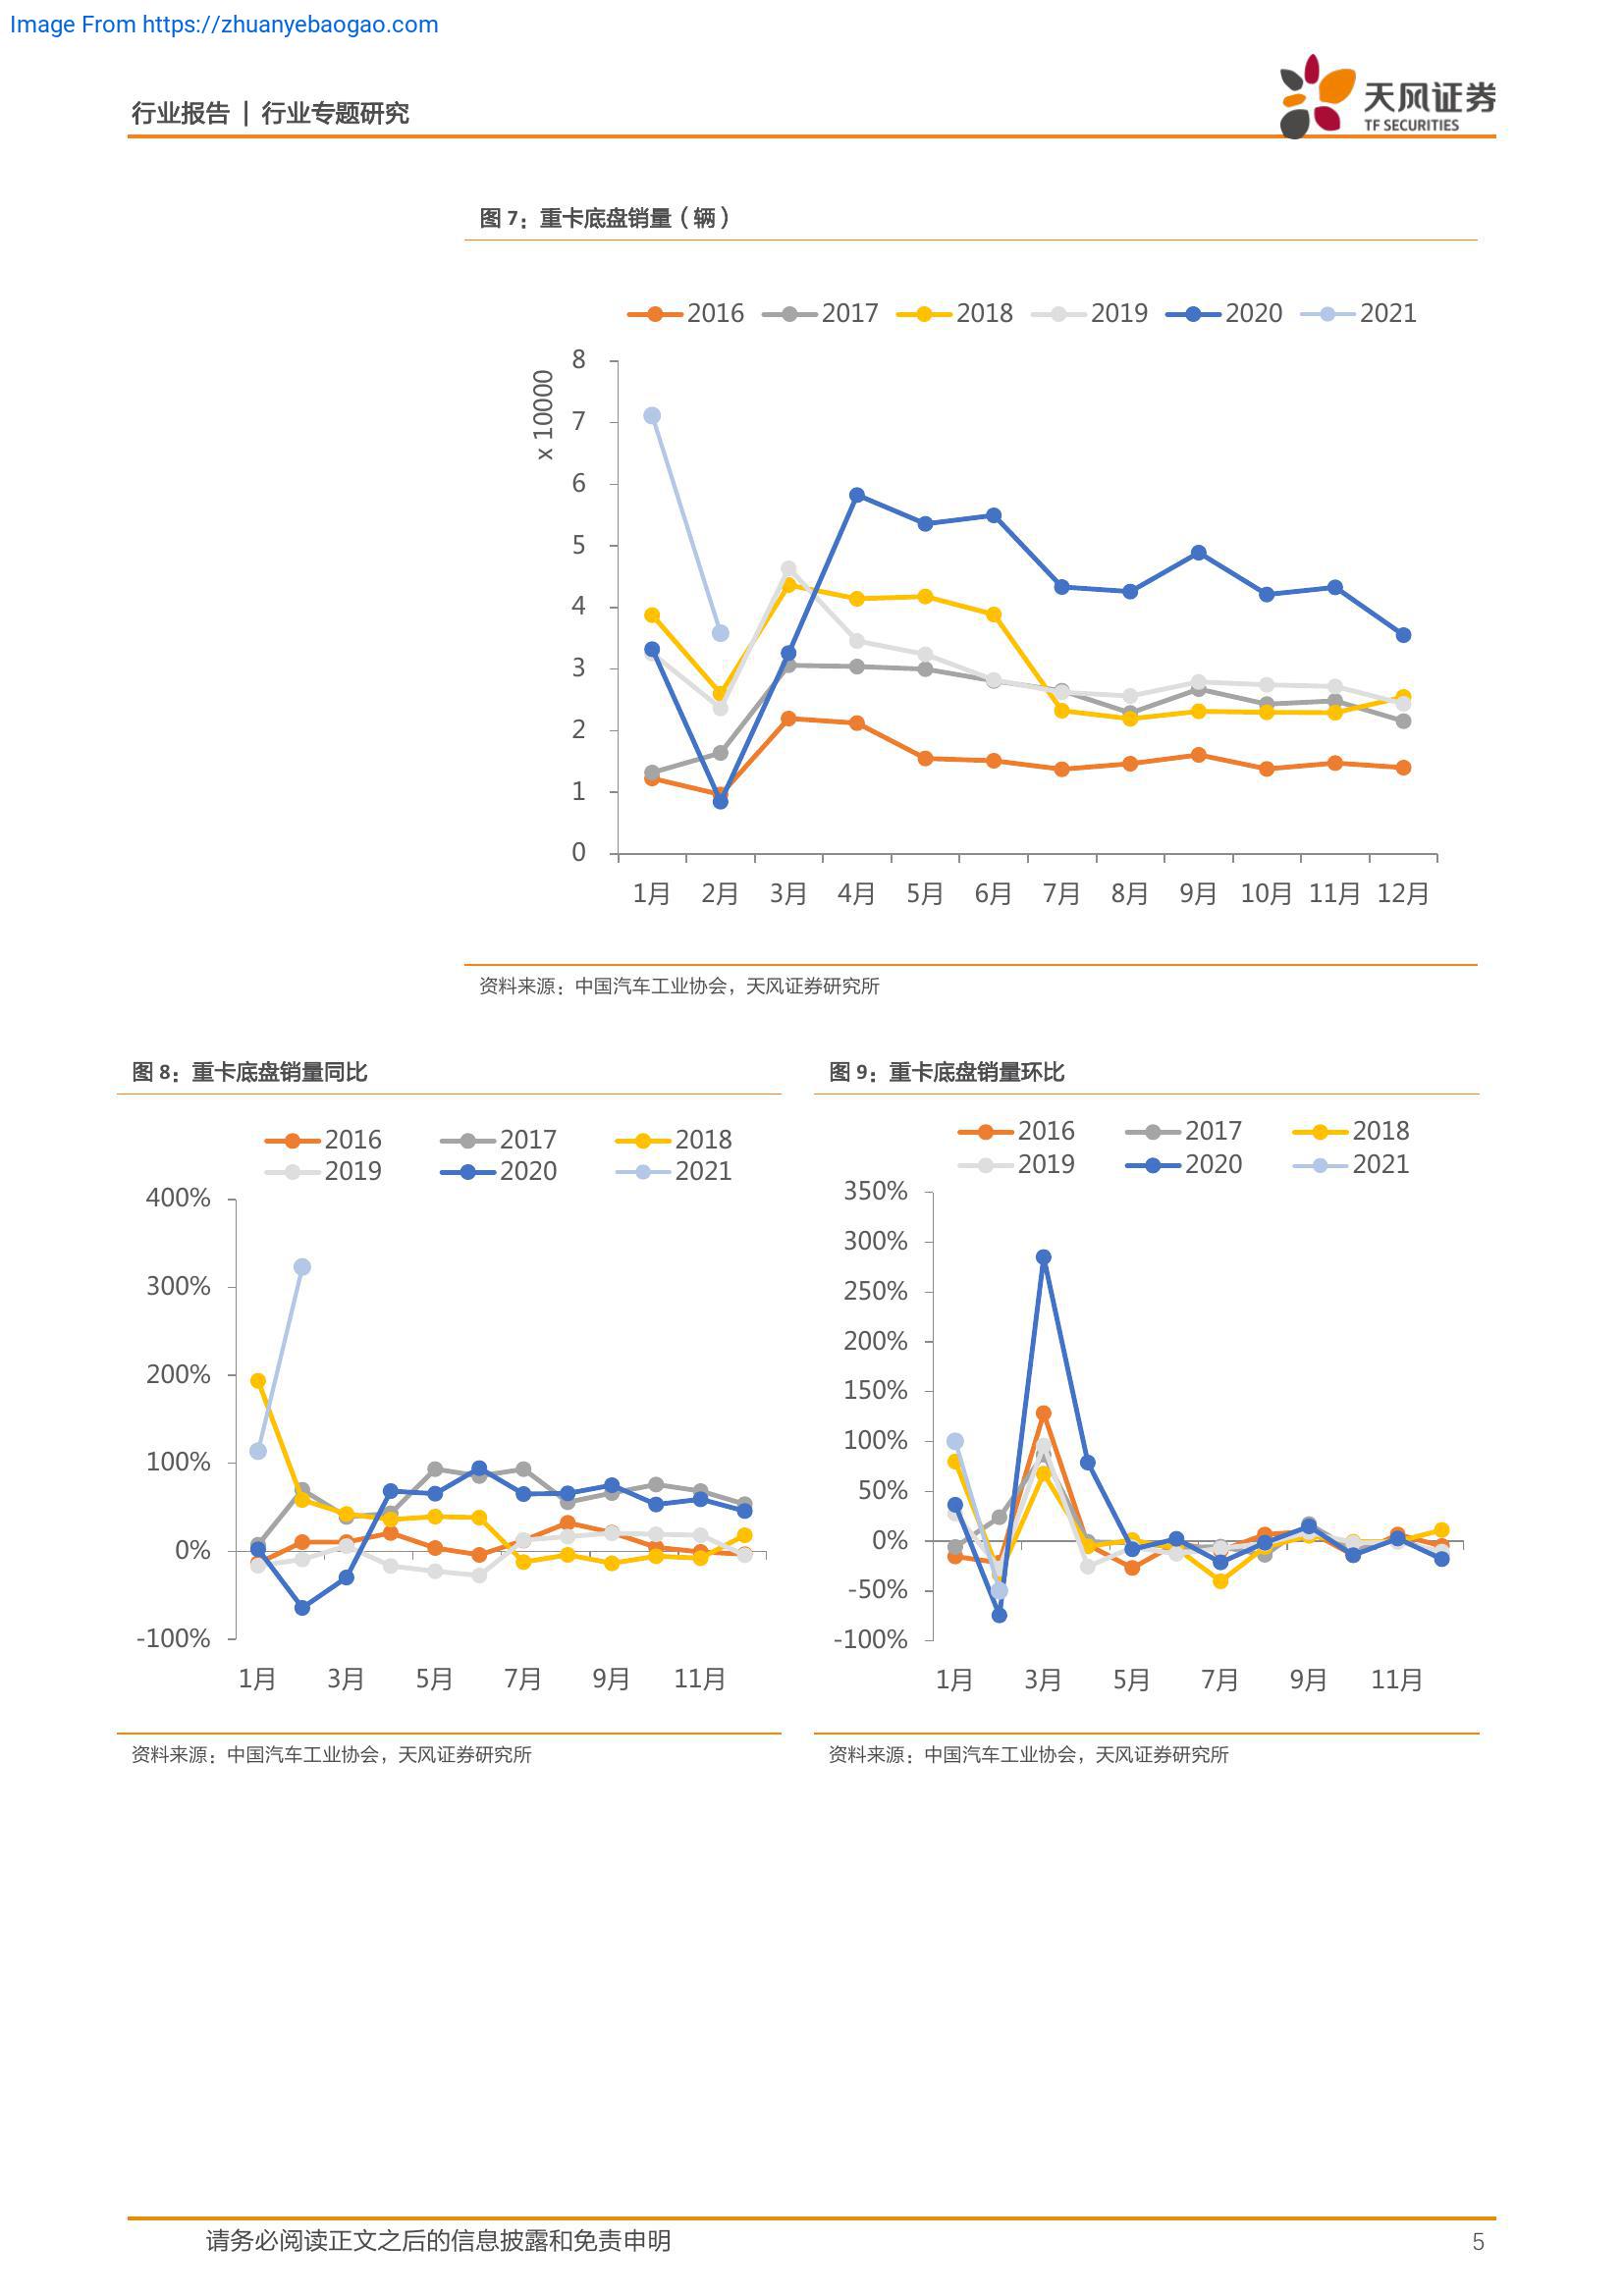 Image From https://zhuanyebaogao.com
行业报告 | 行业专题研究
天风证券
TF SECURITIES
图 7：重卡底盘销量（辆）
2016 2017 2018 2019 2020 2021
x 10000
8
7
6
5
4
3
2
1
0
1月 2月 3月 4月 5月 6月 7月 8月 9月 10月 11月 12月
资料来源：中国汽车工业协会，天风证券研究所
图 8：重卡底盘销量同比
2016 2017 2018
2019 2020 2021
400%
300%
200%
100%
0%
-100%
1月 3月 5月 7月 9月 11月
资料来源：中国汽车工业协会，天风证券研究所
图 9：重卡底盘销量环比
2016 2017 2018
2019 2020 2021
350%
300%
250%
200%
150%
100%
50%
0%
-50%
-100%
1月 3月 5月 7月 9月 11月
资料来源：中国汽车工业协会，天风证券研究所
请务必阅读正文之后的信息披露和免责申明 5